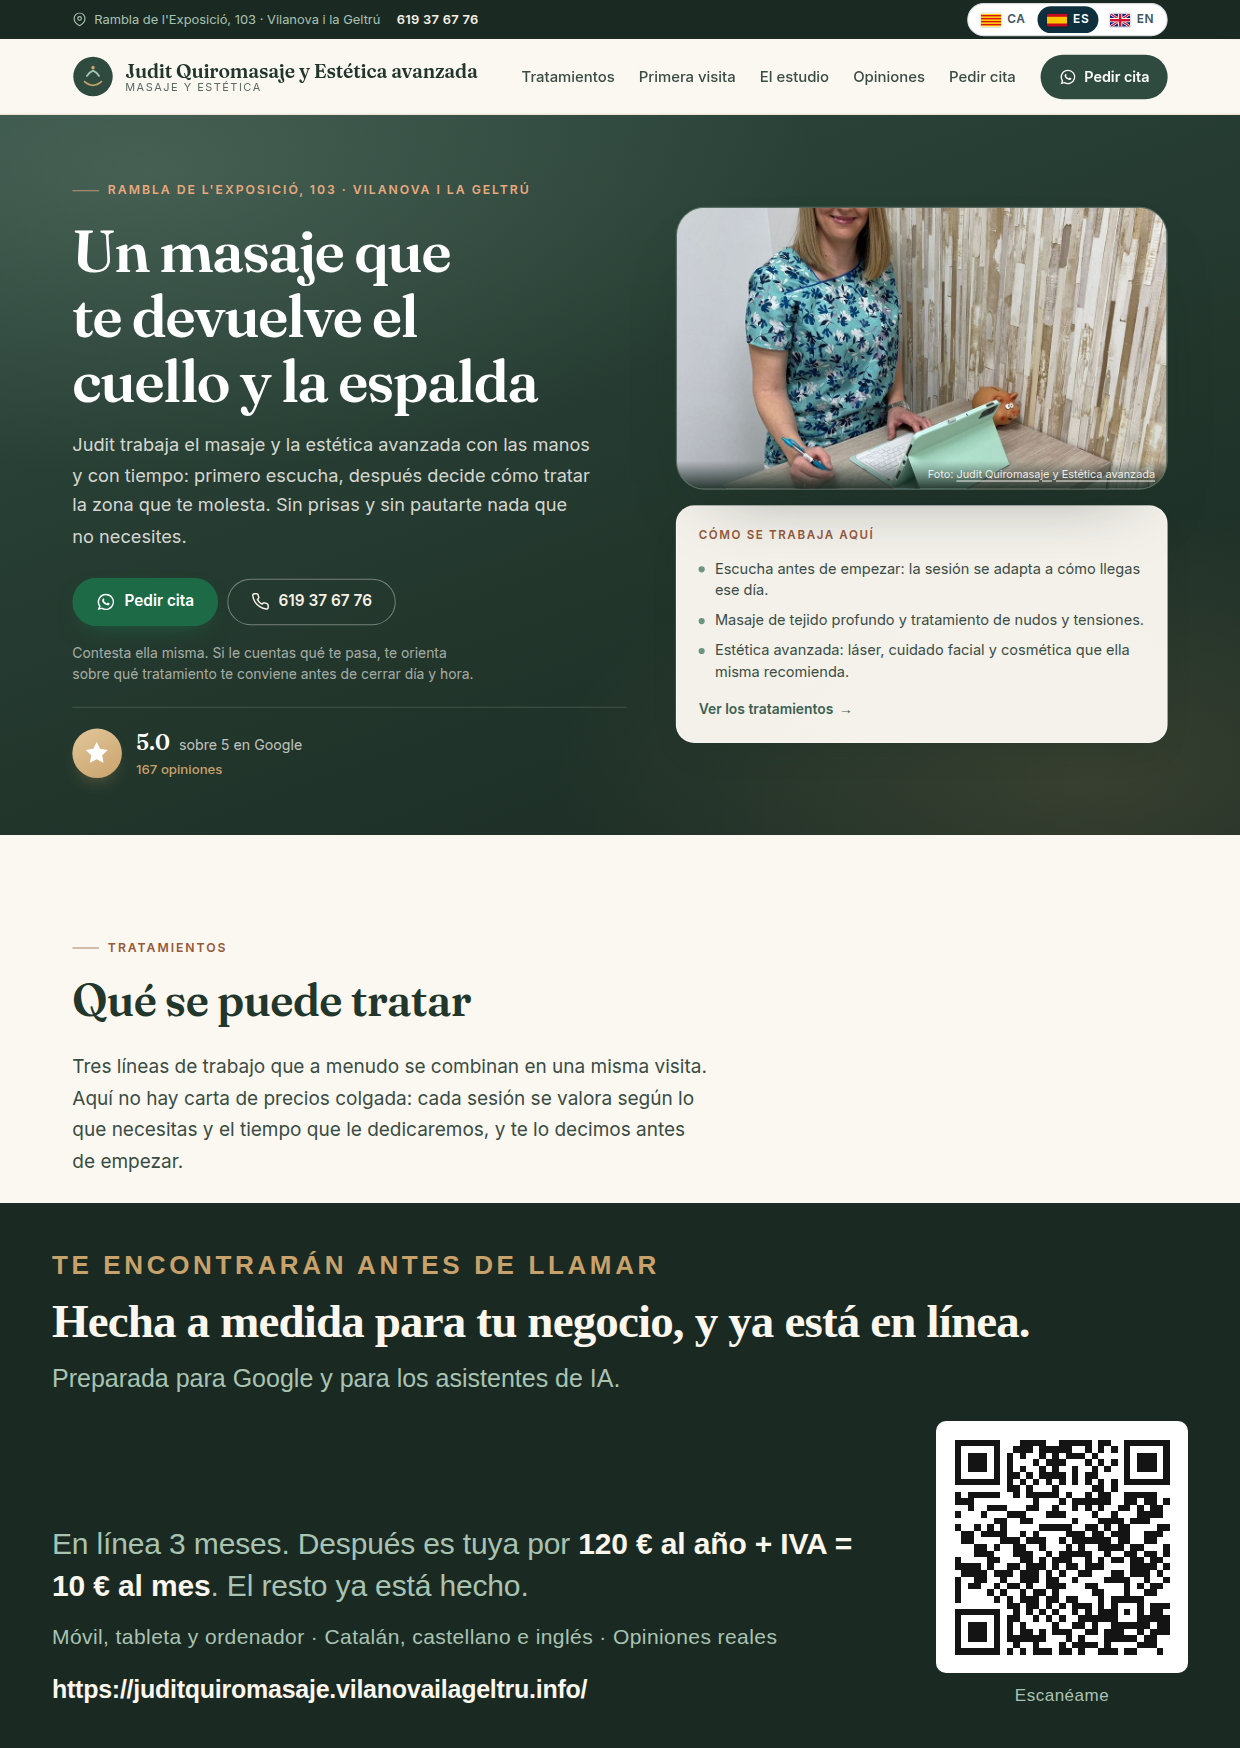 Rambla de l'Exposició, 103 · Vilanova i la Geltrú 619 37 67 76
CA ES EN
Judit Quiromasaje y Estética avanzada
MASAJE Y ESTÉTICA
Tratamientos Primera visita El estudio Opiniones Pedir cita Pedir cita
RAMBLA DE L'EXPOSICIÓ, 103 · VILANOVA I LA GELTRÚ
Un masaje que
te devuelve el
cuello y la espalda
Judit trabaja el masaje y la estética avanzada con las manos
y con tiempo: primero escucha, después decide cómo tratar
la zona que te molesta. Sin prisas y sin pautarte nada que
no necesites.
Pedir cita 619 37 67 76
Contesta ella misma. Si le cuentas qué te pasa, te orienta
sobre qué tratamiento te conviene antes de cerrar día y hora.
5.0 sobre 5 en Google
167 opiniones
Foto: Judit Quiromasaje y Estética avanzada
CÓMO SE TRABAJA AQUÍ
Escucha antes de empezar: la sesión se adapta a cómo llegas
ese día.
Masaje de tejido profundo y tratamiento de nudos y tensiones.
Estética avanzada: láser, cuidado facial y cosmética que ella
misma recomienda.
Ver los tratamientos →
TRATAMIENTOS
Qué se puede tratar
Tres líneas de trabajo que a menudo se combinan en una misma visita.
Aquí no hay carta de precios colgada: cada sesión se valora según lo
que necesitas y el tiempo que le dedicaremos, y te lo decimos antes
de empezar.
TE ENCONTRARÁN ANTES DE LLAMAR
Hecha a medida para tu negocio, y ya está en línea.
Preparada para Google y para los asistentes de IA.
En línea 3 meses. Después es tuya por 120 € al año + IVA =
10 € al mes. El resto ya está hecho.
Móvil, tableta y ordenador · Catalán, castellano e inglés · Opiniones reales
https://juditquiromasaje.vilanovailageltru.info/
Escanéame